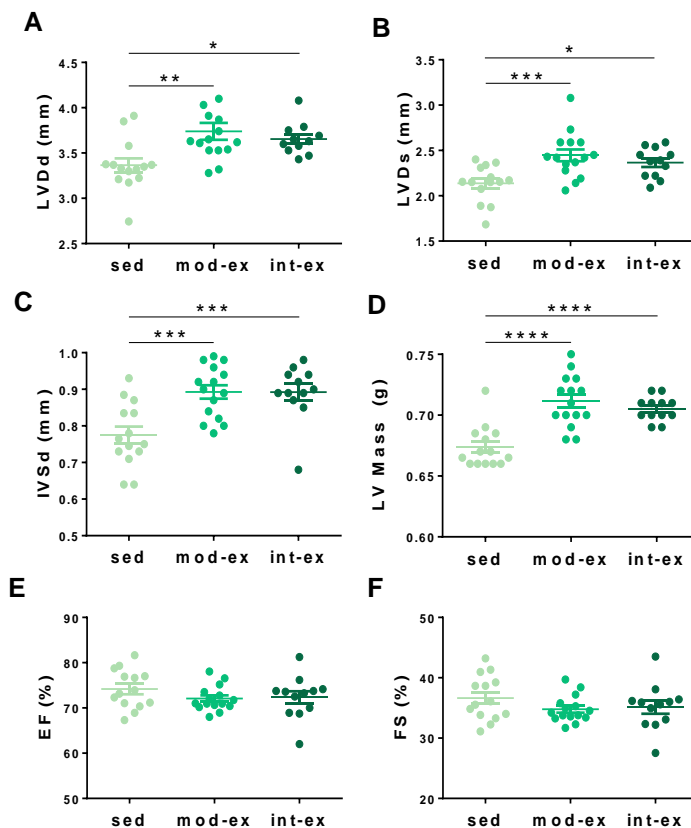 A
*
**
LVDd (mm)
4.5
4.0
3.5
3.0
2.5
sed mod-ex int-ex
B
*
***
LVDs (mm)
3.5
3.0
2.5
2.0
1.5
sed mod-ex int-ex
C
***
***
IVSd (mm)
1.0
0.9
0.8
0.7
0.6
0.5
sed mod-ex int-ex
D
****
****
LV Mass (g)
0.75
0.70
0.65
0.60
sed mod-ex int-ex
E
EF (%)
90
80
70
60
50
sed mod-ex int-ex
F
FS (%)
50
40
30
20
sed mod-ex int-ex